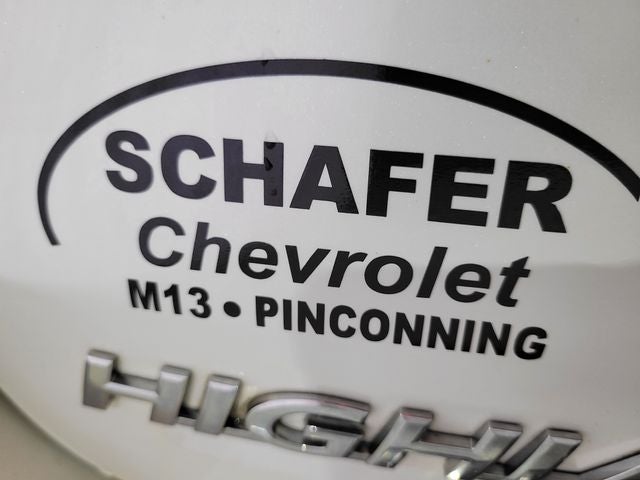 SCHAFER
Chevrolet
M13 • PINCONNING